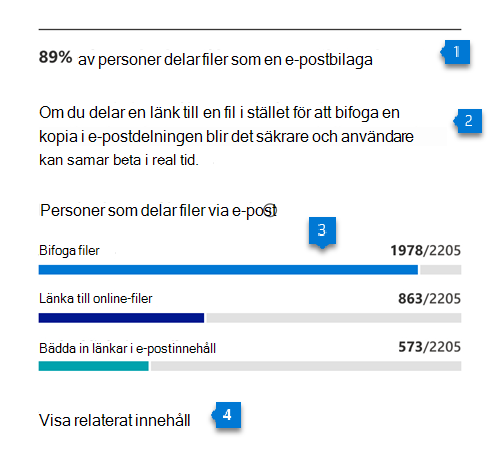 89% av personer delar filer som en e-postbilaga 1
Om du delar en länk till en fil i stället för att bifoga en
kopia i e-postdelningen blir det säkrare och användare 2
kan samar beta i real tid.
Personer som delar filer via e-post
3
Bifoga filer 1978/2205
Länka till online-filer 863/2205
Bädda in länkar i e-postinnehåll 573/2205
Visa relaterat innehåll 4